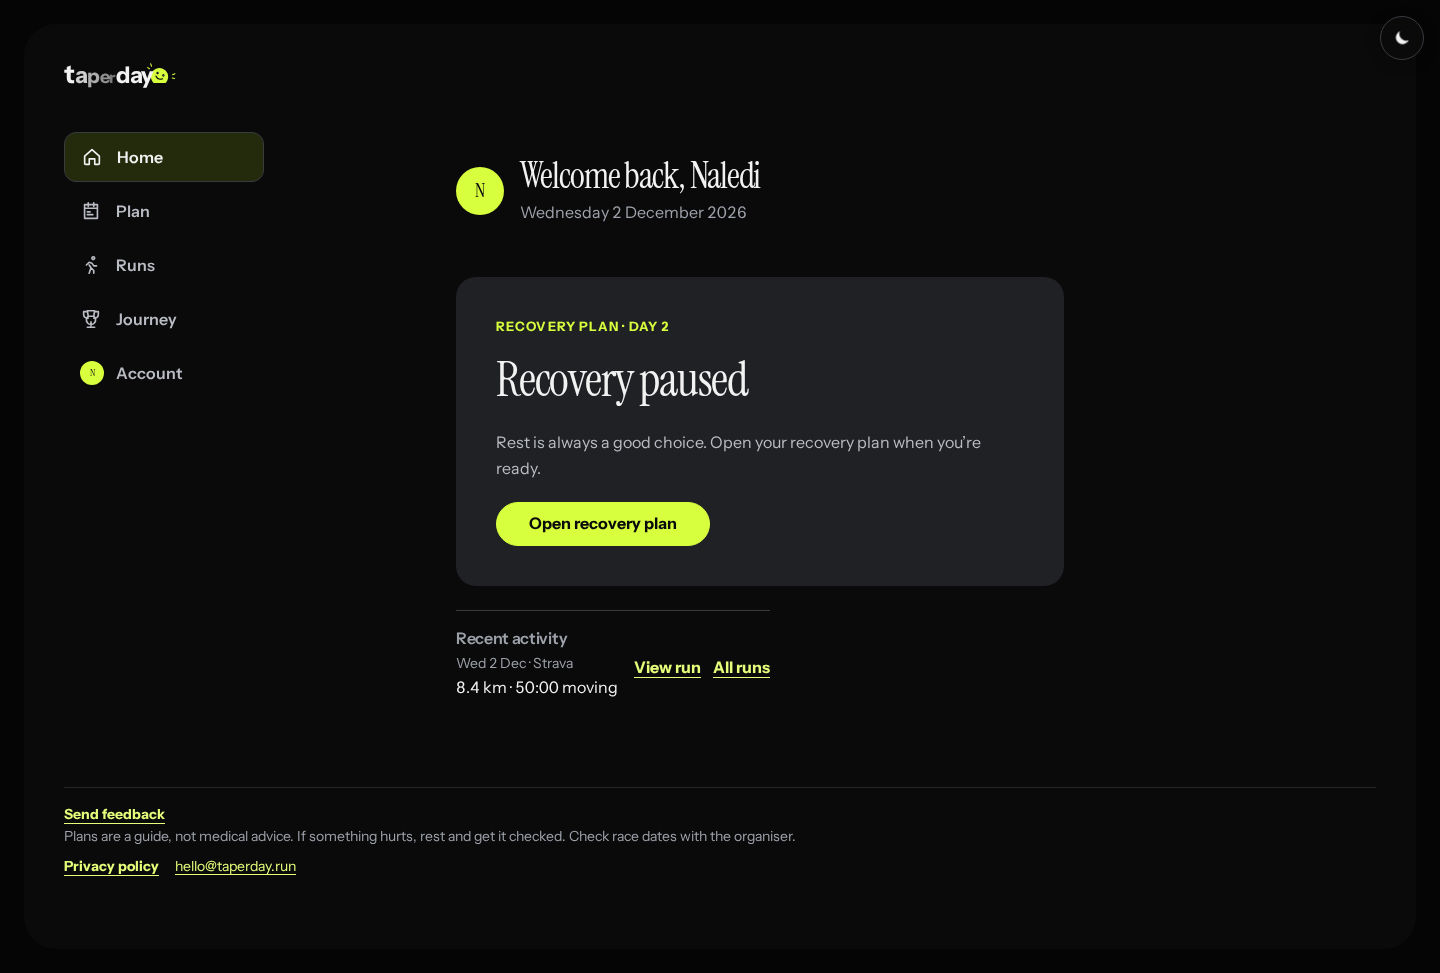 taperday
Home
Plan
Runs
Journey
N
Account
N
Welcome back, Naledi
Wednesday 2 December 2026
RECOVERY PLAN · DAY 2
Recovery paused
Rest is always a good choice. Open your recovery plan when you’re
ready.
Open recovery plan
Recent activity
Wed 2 Dec · Strava
8.4 km · 50:00 moving
View run
All runs
Send feedback
Plans are a guide, not medical advice. If something hurts, rest and get it checked. Check race dates with the organiser.
Privacy policy
hello@taperday.run